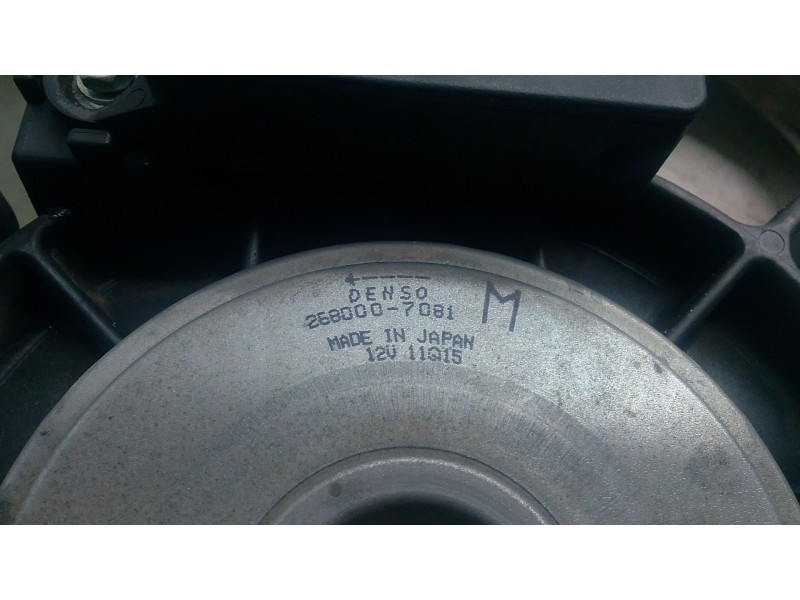 DENSO
268000-7081
M
MADE IN JAPAN
12V 11Q15